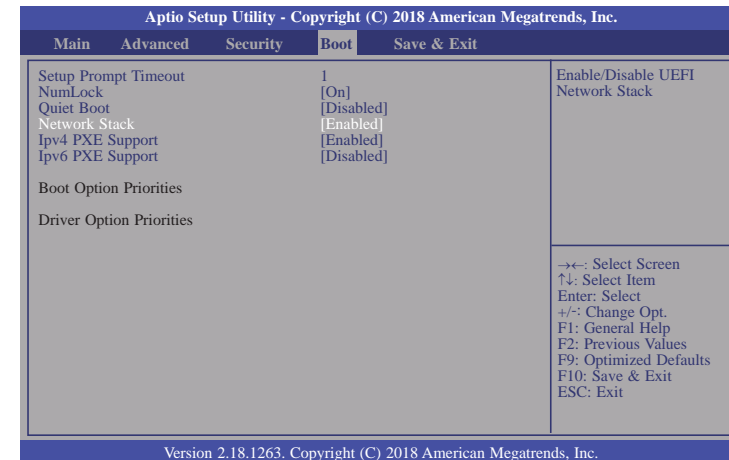 Aptio Setup Utility - Copyright (C) 2018 American Megatrends, Inc.
Main Advanced Security Boot Save & Exit
Setup Prompt Timeout 1
NumLock [On]
Quiet Boot [Disabled]
Network Stack [Enabled]
Ipv4 PXE Support [Enabled]
Ipv6 PXE Support [Disabled]
Boot Option Priorities
Driver Option Priorities
Enable/Disable UEFI
Network Stack
→←: Select Screen
↑↓: Select Item
Enter: Select
+/-: Change Opt.
F1: General Help
F2: Previous Values
F9: Optimized Defaults
F10: Save & Exit
ESC: Exit
Version 2.18.1263. Copyright (C) 2018 American Megatrends, Inc.